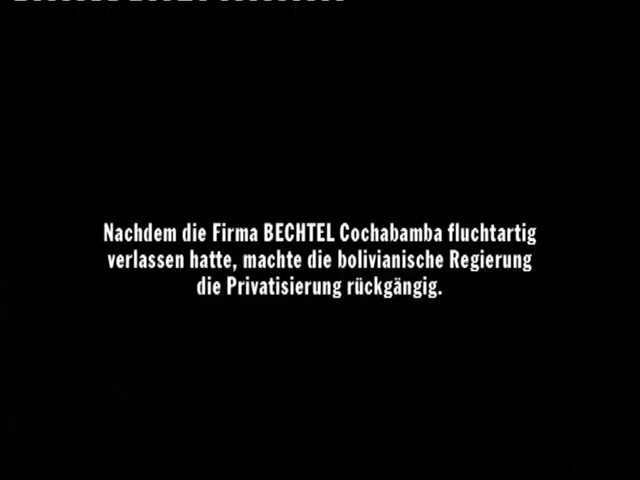 Nachdem die Firma BECHTEL Cochabamba fluchtartig
verlassen hatte, machte die bolivianische Regierung
die Privatisierung rückgängig.